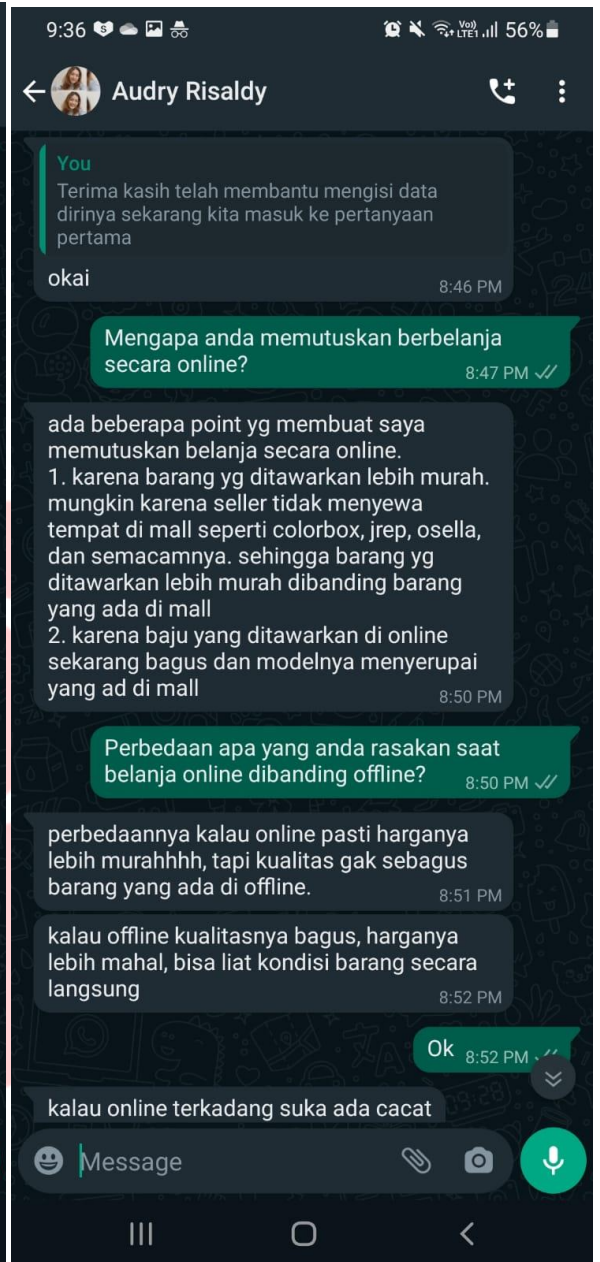 9:36
56%
Audry Risaldy
You
Terima kasih telah membantu mengisi data
dirinya sekarang kita masuk ke pertanyaan
pertama
okai
8:46 PM
Mengapa anda memutuskan berbelanja
secara online?
8:47 PM
ada beberapa point yg membuat saya
memutuskan belanja secara online.
1. karena barang yg ditawarkan lebih murah.
mungkin karena seller tidak menyewa
tempat di mall seperti colorbox, jrep, osella,
dan semacamnya. sehingga barang yg
ditawarkan lebih murah dibanding barang
yang ada di mall
2. karena baju yang ditawarkan di online
sekarang bagus dan modelnya menyerupai
yang ad di mall
8:50 PM
Perbedaan apa yang anda rasakan saat
belanja online dibanding offline?
8:50 PM
perbedaannya kalau online pasti harganya
lebih murahhhh, tapi kualitas gak sebagus
barang yang ada di offline.
8:51 PM
kalau offline kualitasnya bagus, harganya
lebih mahal, bisa liat kondisi barang secara
langsung
8:52 PM
Ok
8:52 PM
kalau online terkadang suka ada cacat
Message